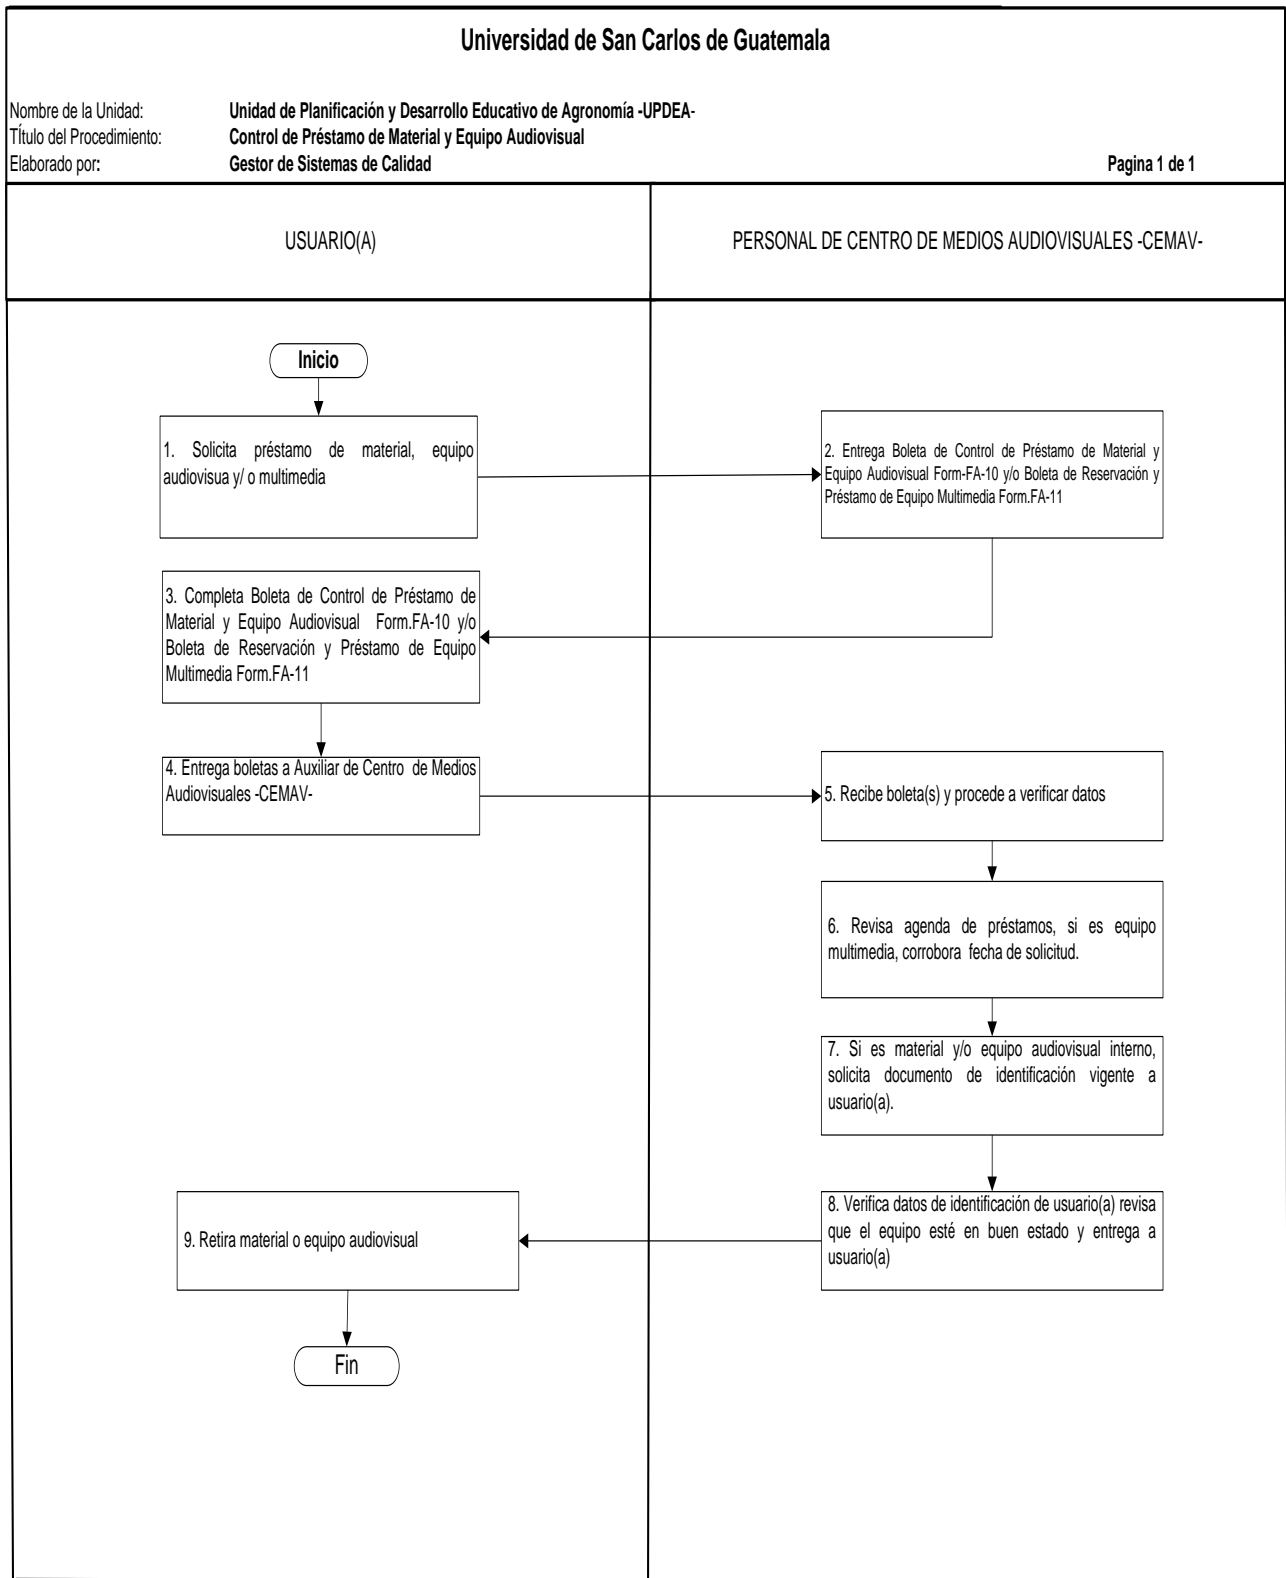 Universidad de San Carlos de Guatemala
Nombre de la Unidad: Unidad de Planificación y Desarrollo Educativo de Agronomía -UPDEA-
TÍtulo del Procedimiento: Control de Préstamo de Material y Equipo Audiovisual
Elaborado por: Gestor de Sistemas de Calidad Pagina 1 de 1
USUARIO(A)
PERSONAL DE CENTRO DE MEDIOS AUDIOVISUALES -CEMAV-
Inicio
1. Solicita préstamo de material, equipo
audiovisua y/ o multimedia
2. Entrega Boleta de Control de Préstamo de Material y
Equipo Audiovisual Form-FA-10 y/o Boleta de Reservación y
Préstamo de Equipo Multimedia Form.FA-11
3. Completa Boleta de Control de Préstamo de
Material y Equipo Audiovisual Form.FA-10 y/o
Boleta de Reservación y Préstamo de Equipo
Multimedia Form.FA-11
4. Entrega boletas a Auxiliar de Centro de Medios
Audiovisuales -CEMAV-
5. Recibe boleta(s) y procede a verificar datos
6. Revisa agenda de préstamos, si es equipo
multimedia, corrobora fecha de solicitud.
7. Si es material y/o equipo audiovisual interno,
solicita documento de identificación vigente a
usuario(a).
8. Verifica datos de identificación de usuario(a) revisa
que el equipo esté en buen estado y entrega a
usuario(a)
9. Retira material o equipo audiovisual
Fin